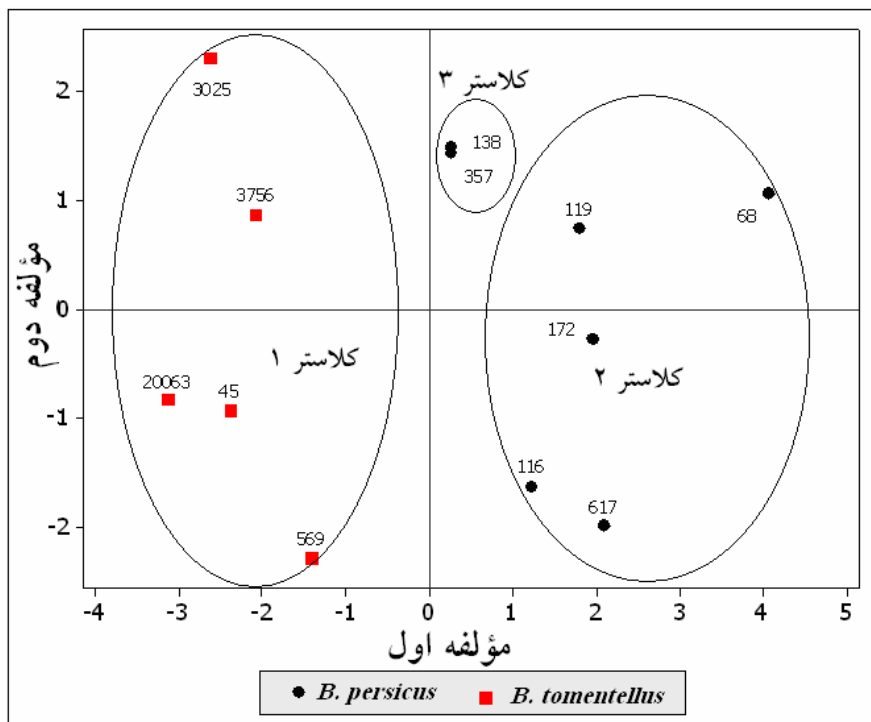 کلاستر ۳
2
3025
138
357
3756
1
119
68
0
172
کلاستر ۱
کلاستر ۲
20063
45
-1
116
617
569
-2
-4 -3 -2 -1 0 1 2 3 4 5
مؤلفه دوم
مؤلفه اول
B. persicus B. tomentellus